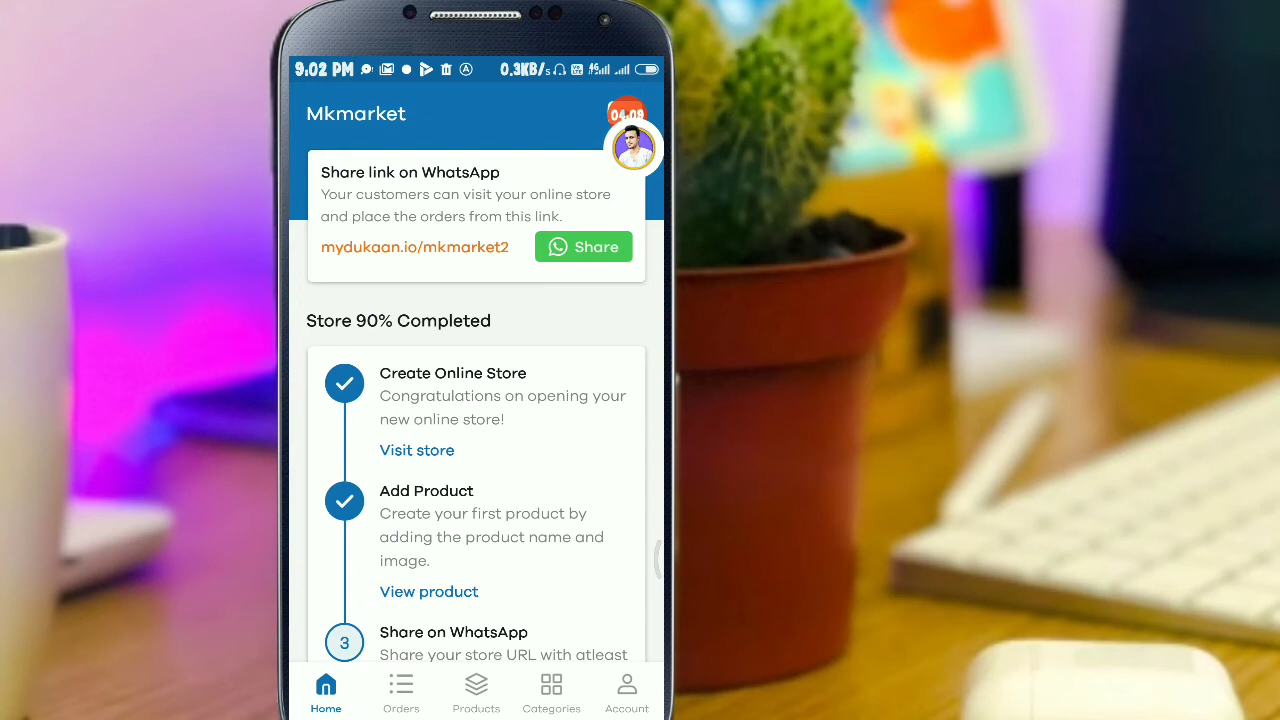 9.02 PM 0.3KB/s
Mkmarket
04:09
Share link on WhatsApp
Your customers can visit your online store
and place the orders from this link.
mydukaan.io/mkmarket2
Share
Store 90% Completed
Create Online Store
Congratulations on opening your
new online store!
Visit store
Add Product
Create your first product by
adding the product name and
image.
View product
3
Share on WhatsApp
Share your store URL with atleast
Home
Orders
Products
Categories
Account